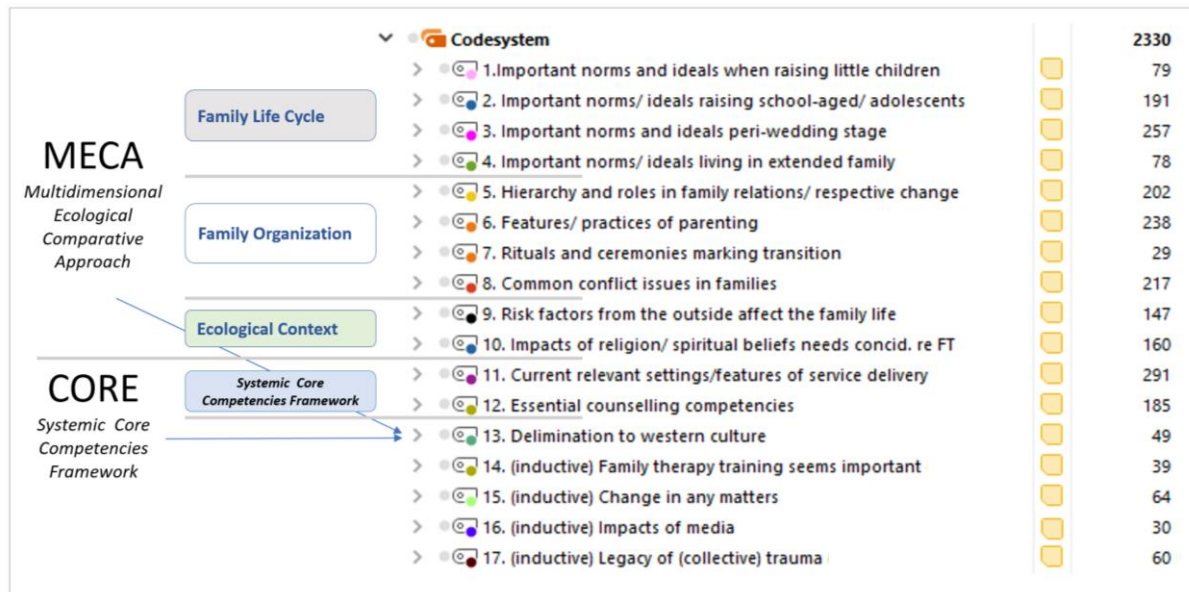 Codesystem 2330
1.Important norms and ideals when raising little children 79
2. Important norms/ ideals raising school-aged/ adolescents 191
3. Important norms and ideals peri-wedding stage 257
4. Important norms/ ideals living in extended family 78
5. Hierarchy and roles in family relations/ respective change 202
6. Features/ practices of parenting 238
7. Rituals and ceremonies marking transition 29
8. Common conflict issues in families 217
9. Risk factors from the outside affect the family life 147
10. Impacts of religion/ spiritual beliefs needs concid. re FT 160
11. Current relevant settings/features of service delivery 291
12. Essential counselling competencies 185
13. Delimination to western culture 49
14. (inductive) Family therapy training seems important 39
15. (inductive) Change in any matters 64
16. (inductive) Impacts of media 30
17. (inductive) Legacy of (collective) trauma 60
MECA
Multidimensional
Ecological
Comparative
Approach
Family Life Cycle
Family Organization
Ecological Context
CORE
Systemic Core
Competencies
Framework
Systemic Core
Competencies Framework